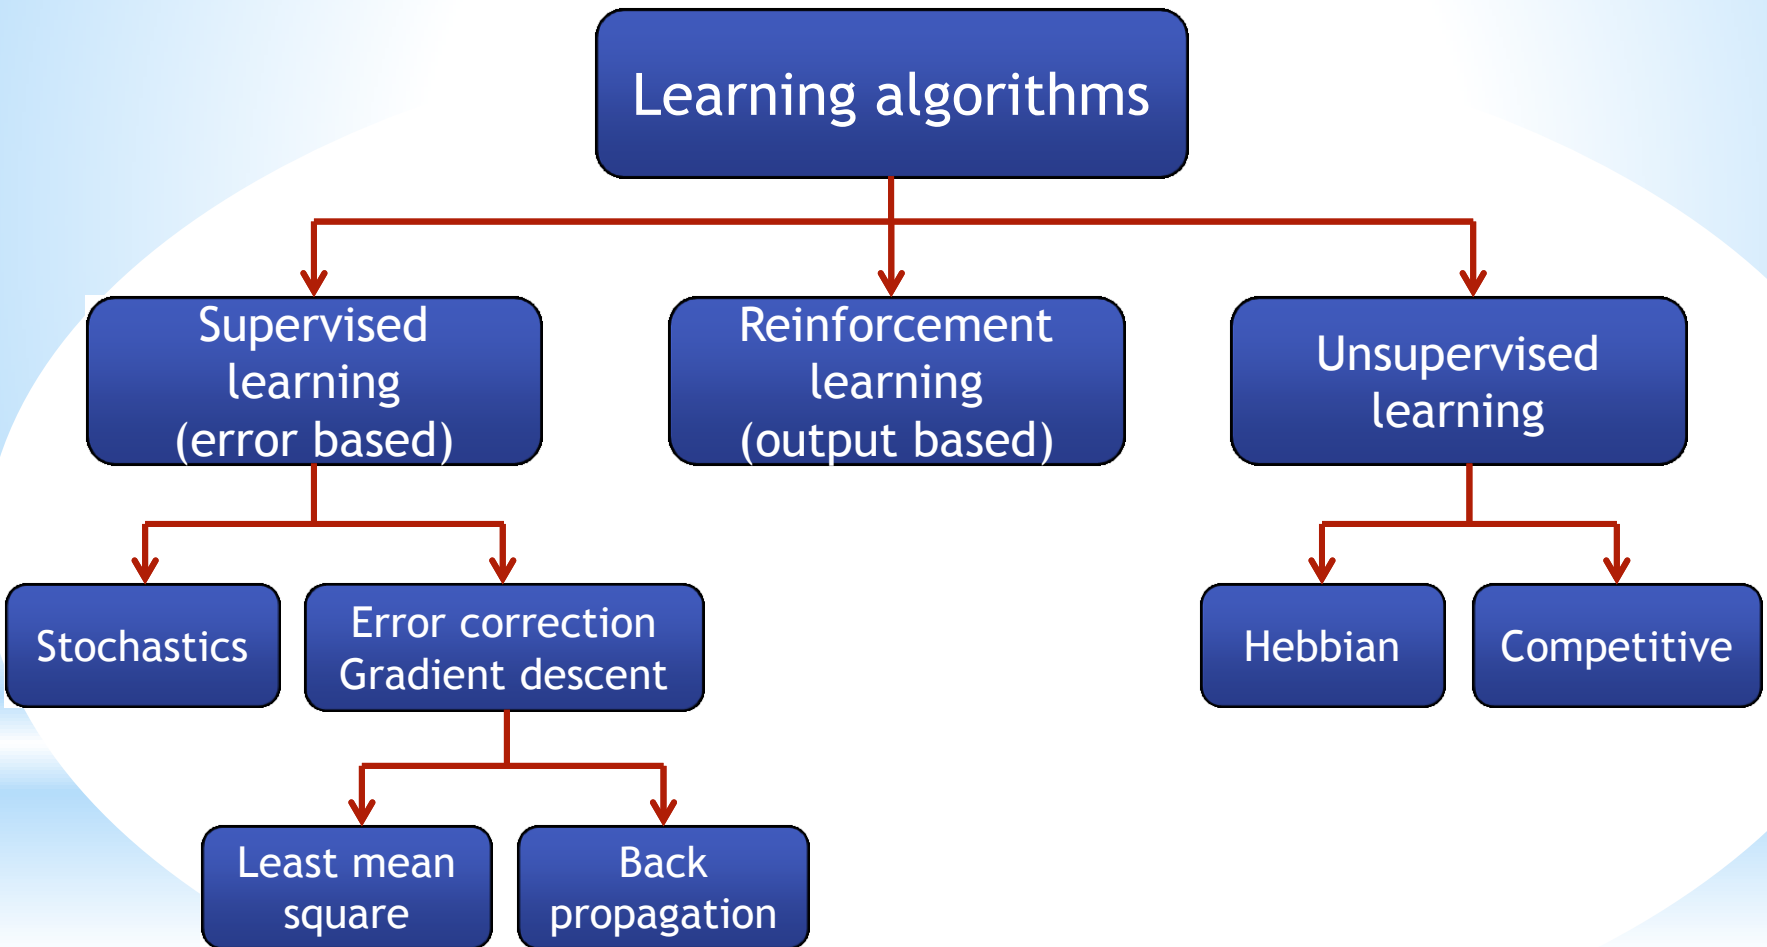 Learning algorithms
Supervised
learning
(error based)
Reinforcement
learning
(output based)
Unsupervised
learning
Stochastics
Error correction
Gradient descent
Hebbian
Competitive
Least mean
square
Back
propagation